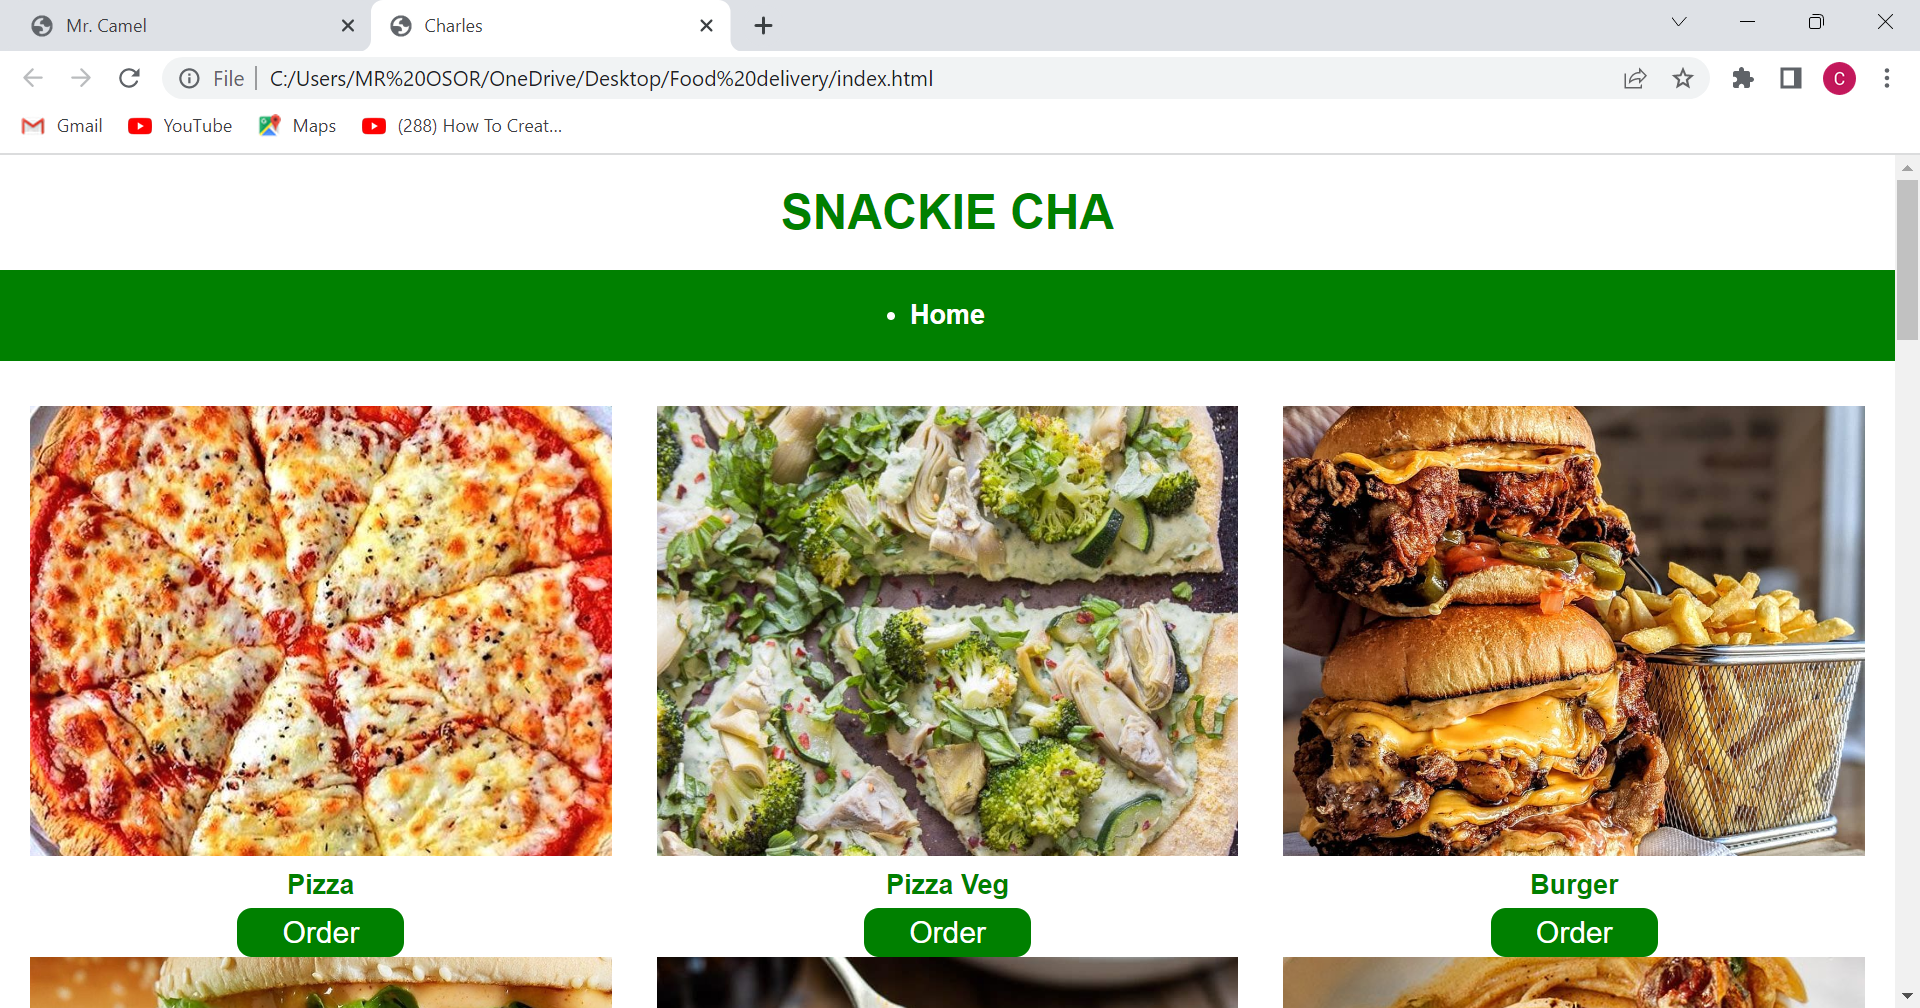 Mr. Camel
Charles
File
C:/Users/MR%20OSOR/OneDrive/Desktop/Food%20delivery/index.html
C
Gmail
YouTube
Maps
(288) How To Creat...
SNACKIE CHA
• Home
Pizza
Pizza Veg
Burger
Order
Order
Order